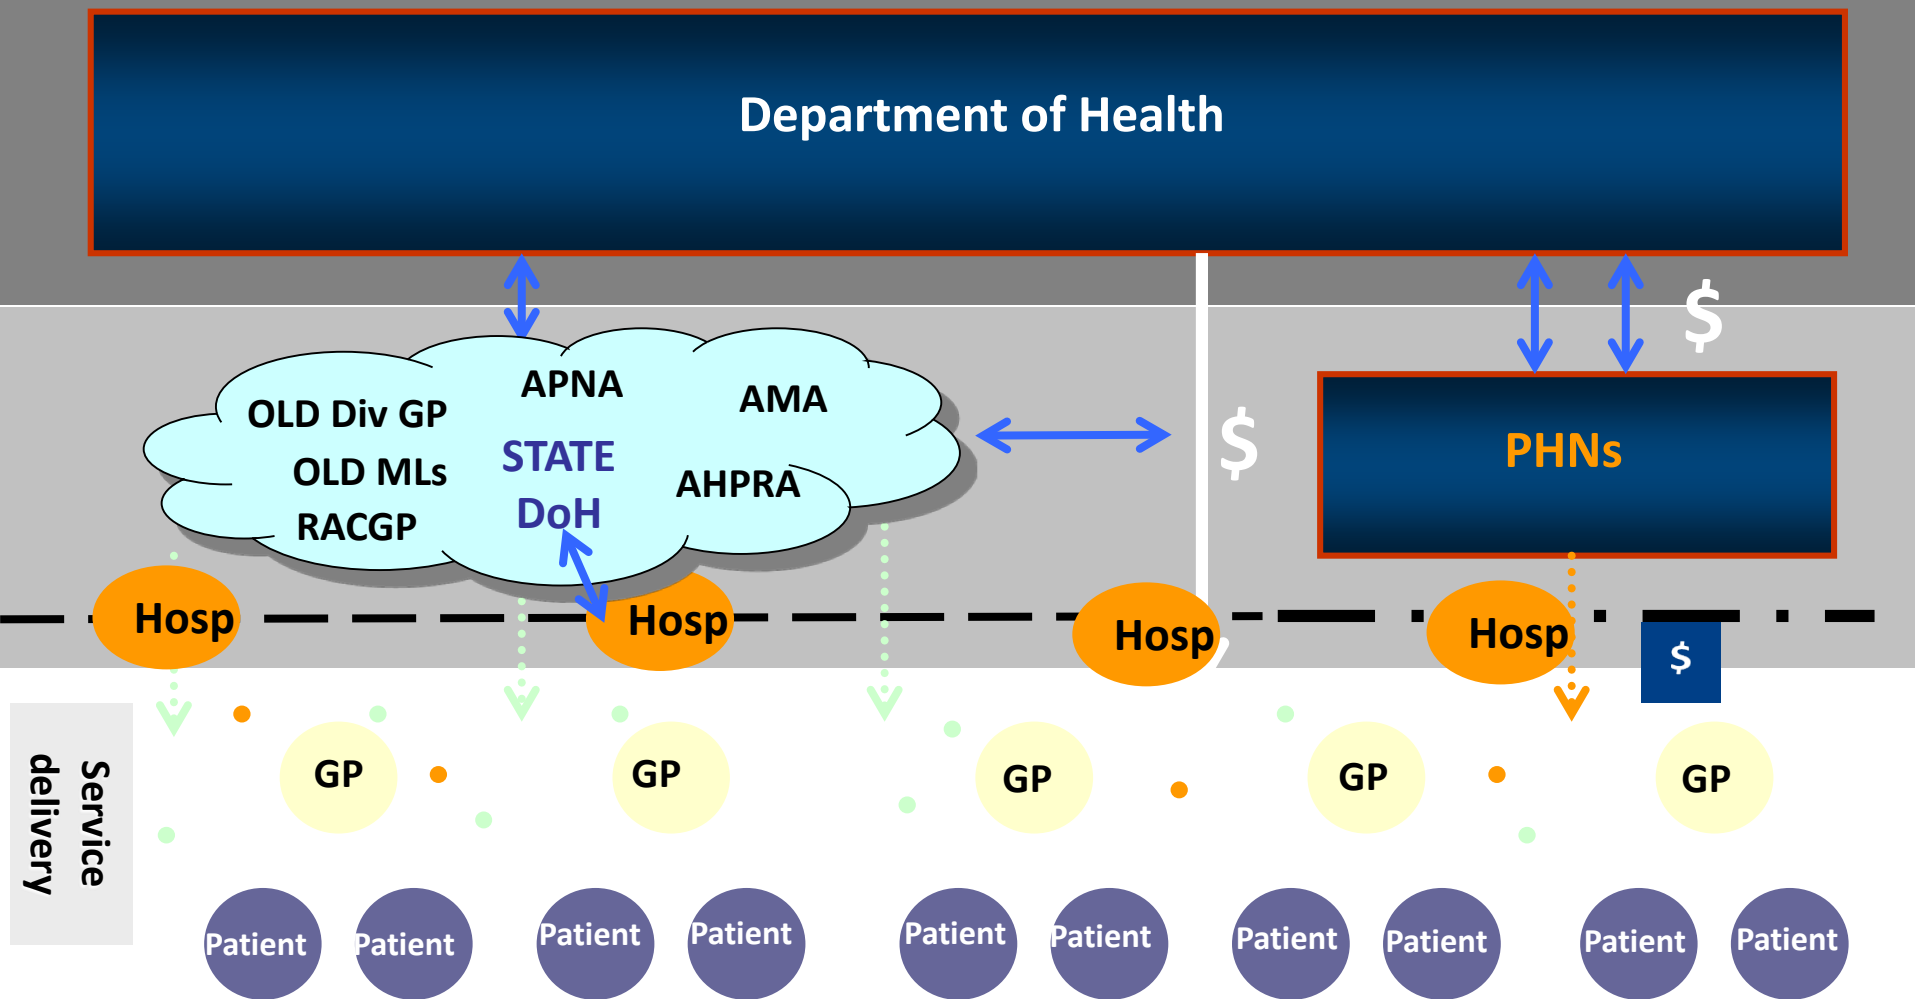 Department of Health
$
APNA
AMA
OLD Div GP
STATE
DoH
OLD MLs
AHPRA
RACGP
$
PHNs
Hosp
Hosp
Hosp
Hosp
$
Service
delivery
GP
GP
GP
GP
GP
Patient
Patient
Patient
Patient
Patient
Patient
Patient
Patient
Patient
Patient